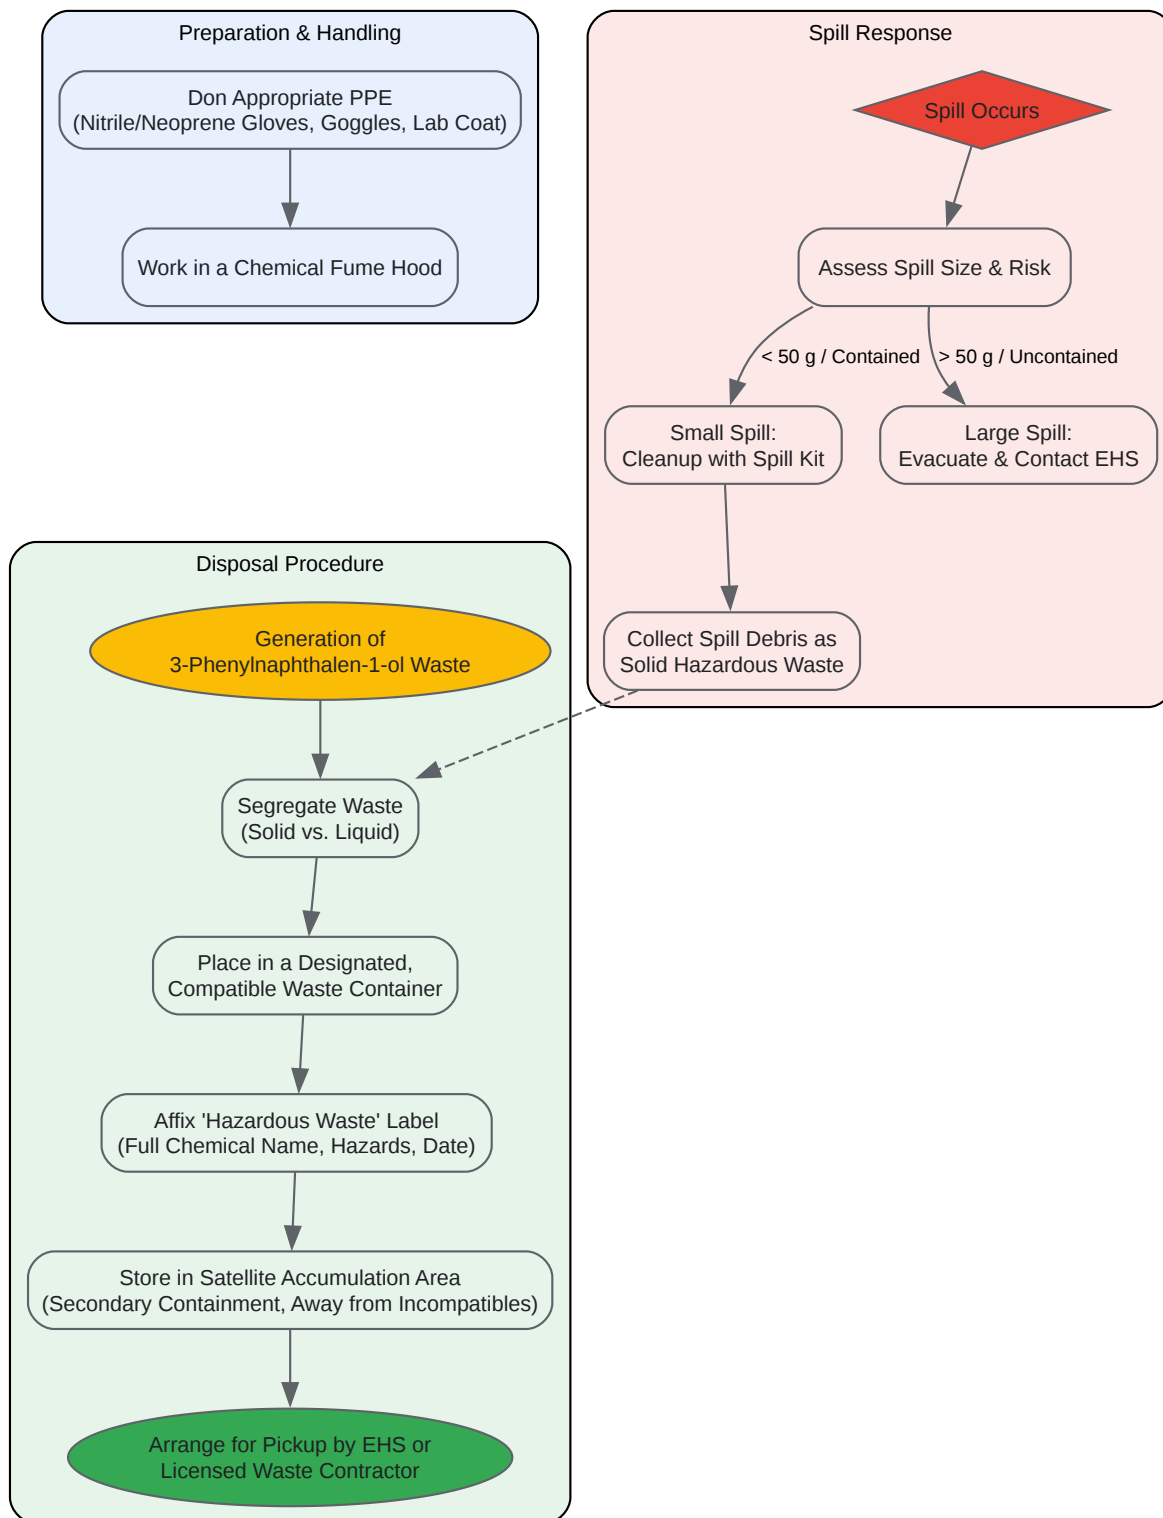 Preparation & Handling
Don Appropriate PPE
(Nitrile/Neoprene Gloves, Goggles, Lab Coat)
Work in a Chemical Fume Hood
Spill Response
Spill Occurs
Assess Spill Size & Risk
< 50 g / Contained
> 50 g / Uncontained
Small Spill:
Cleanup with Spill Kit
Large Spill:
Evacuate & Contact EHS
Collect Spill Debris as
Solid Hazardous Waste
Disposal Procedure
Generation of
3-Phenylnaphthalen-1-ol Waste
Segregate Waste
(Solid vs. Liquid)
Place in a Designated,
Compatible Waste Container
Affix 'Hazardous Waste' Label
(Full Chemical Name, Hazards, Date)
Store in Satellite Accumulation Area
(Secondary Containment, Away from Incompatibles)
Arrange for Pickup by EHS or
Licensed Waste Contractor